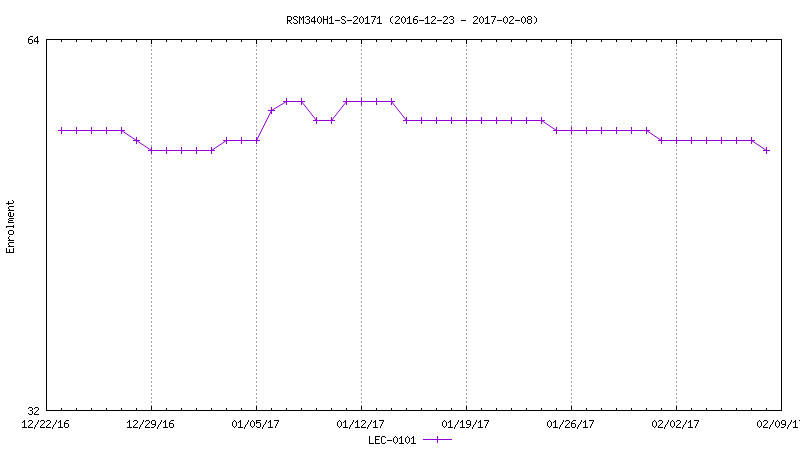 RSM340H1-S-20171 (2016-12-23 - 2017-02-08)
64
Enrolment
32
12/22/16 12/29/16 01/05/17 01/12/17 01/19/17 01/26/17 02/02/17 02/09/1
LEC-0101